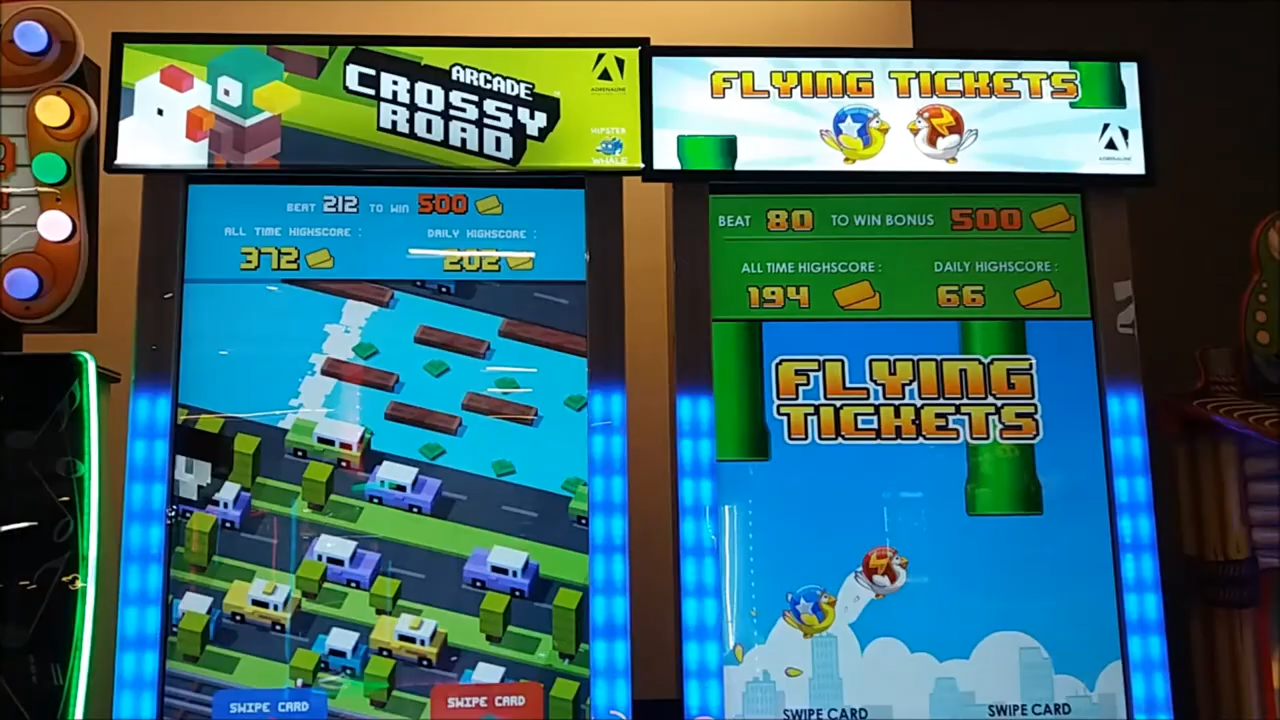 ARCADE
CROSSY
ROAD
ADRENALINE
HIPSTER
WHALE
FLYING TICKETS
ADRENALINE
BEAT 212 TO WIN 500
ALL TIME HIGHSCORE : DAILY HIGHSCORE :
372 202
BEAT 80 TO WIN BONUS 500
ALL TIME HIGHSCORE : DAILY HIGHSCORE :
194 66
FLYING
TICKETS
SWIPE CARD SWIPE CARD
SWIPE CARD SWIPE CARD